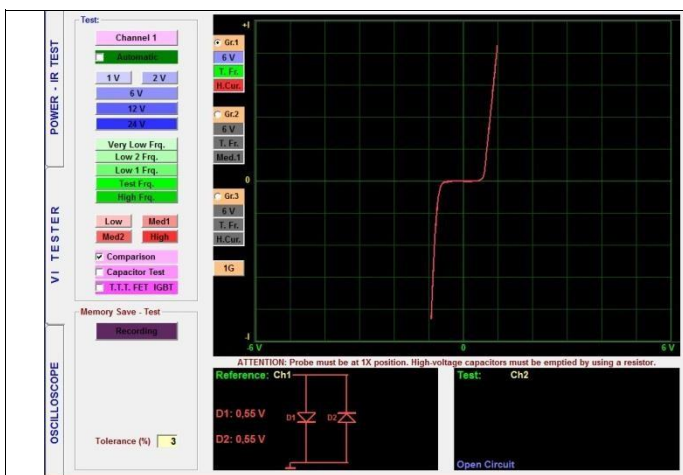 POWER - IR TEST
VI TESTER
OSCILLOSCOPE
Test:
Channel 1
Automatic
1 V 2 V
6 V
12 V
24 V
Very Low Frq.
Low 2 Frq.
Low 1 Frq.
Test Frq.
High Frq.
Low Med1
Med2 High
Comparison
Capacitor Test
T.T.T. FET IGBT
Memory Save - Test
Recording
Tolerance (%) 3
Gr.1
6 V
T. Fr.
H.Cur.
Gr.2
6 V
T. Fr.
Med.1
Gr.3
6 V
T. Fr.
H.Cur.
1G
+I
0
-I
-6 V 0 6 V
ATTENTION: Probe must be at 1X position. High-voltage capacitors must be emptied by using a resistor.
Reference: Ch1
D1: 0,55 V
D1 D2
D2: 0,55 V
Test: Ch2
Open Circuit